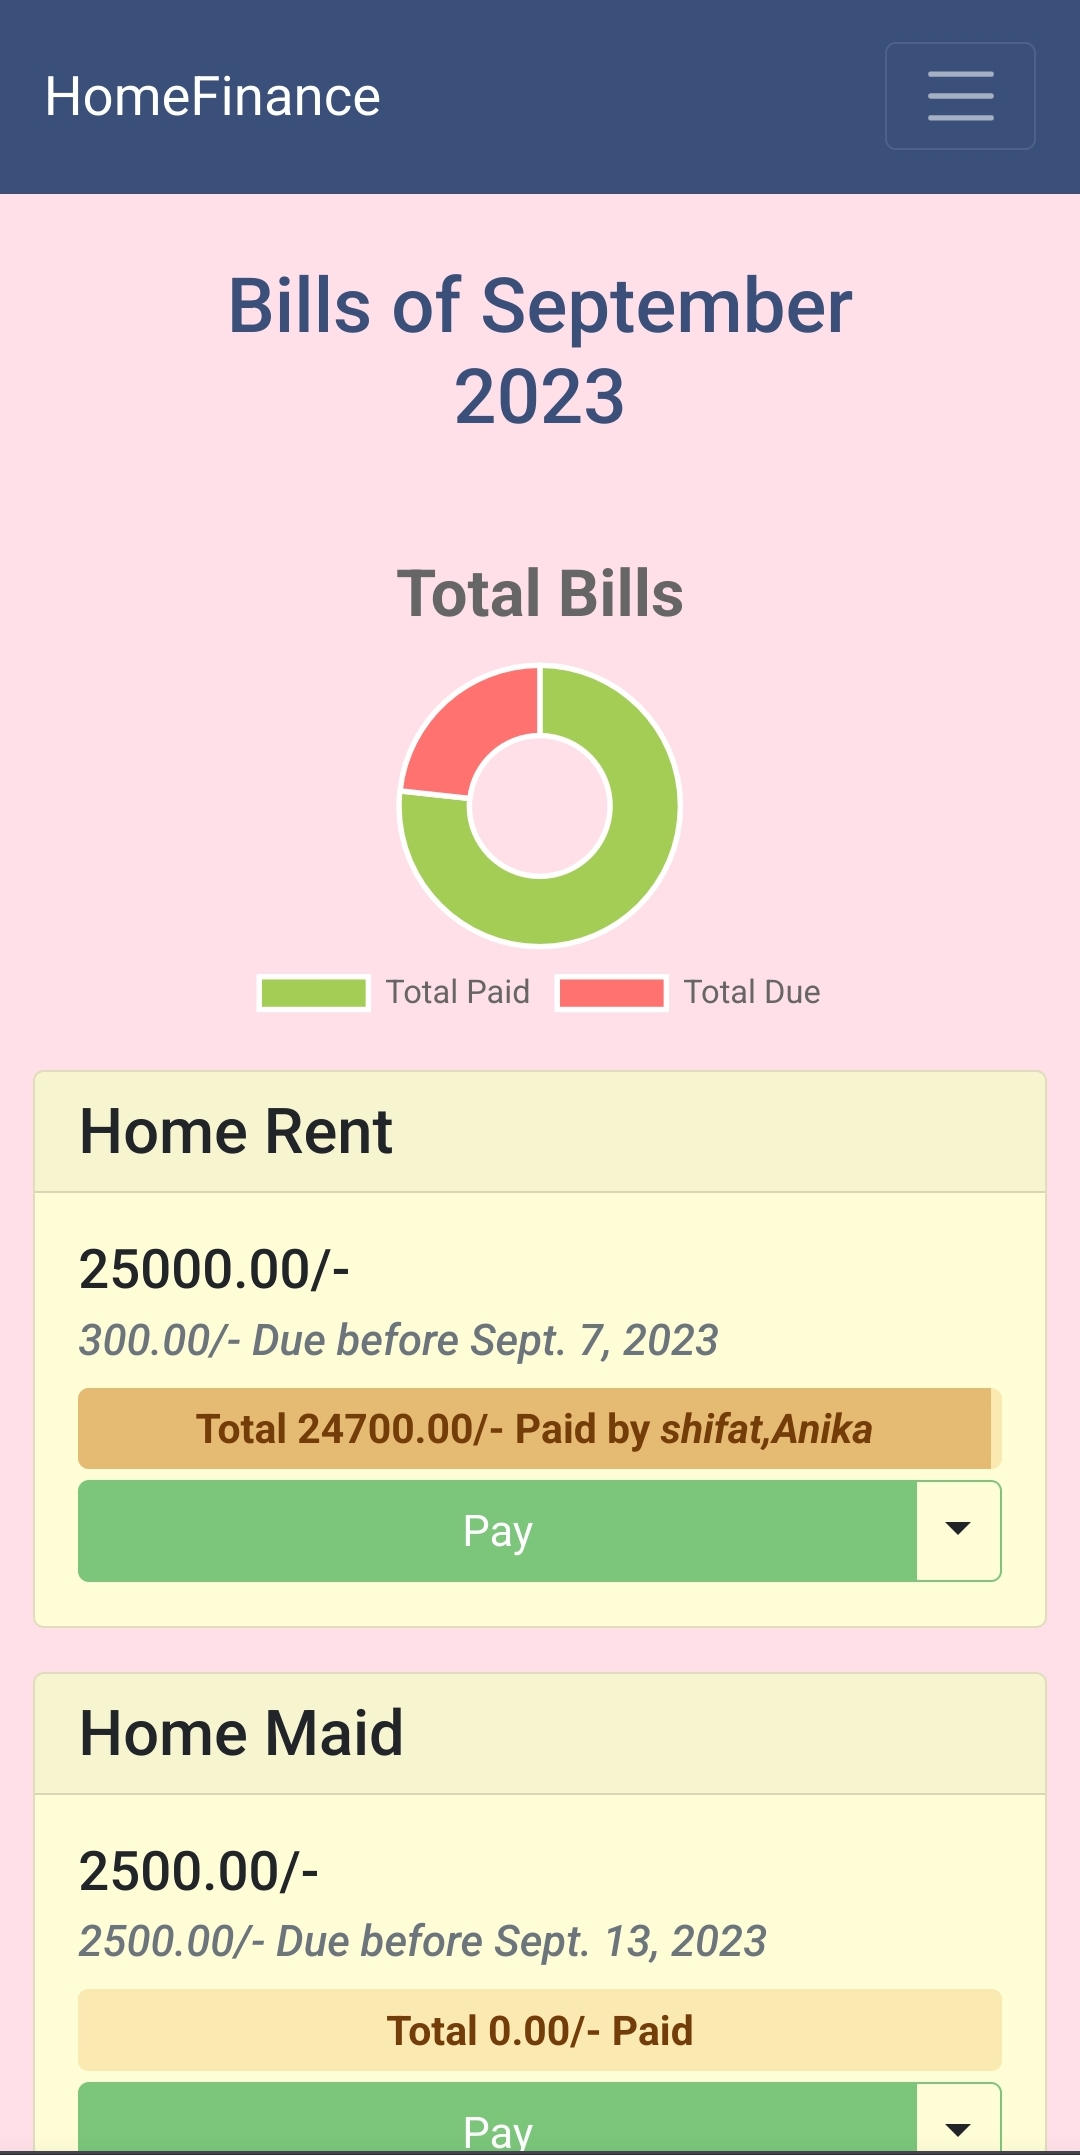 HomeFinance
Bills of September
2023
Total Bills
Total Paid
Total Due
Home Rent
25000.00/-
300.00/- Due before Sept. 7, 2023
Total 24700.00/- Paid by shifat,Anika
Pay
Home Maid
2500.00/-
2500.00/- Due before Sept. 13, 2023
Total 0.00/- Paid
Pay